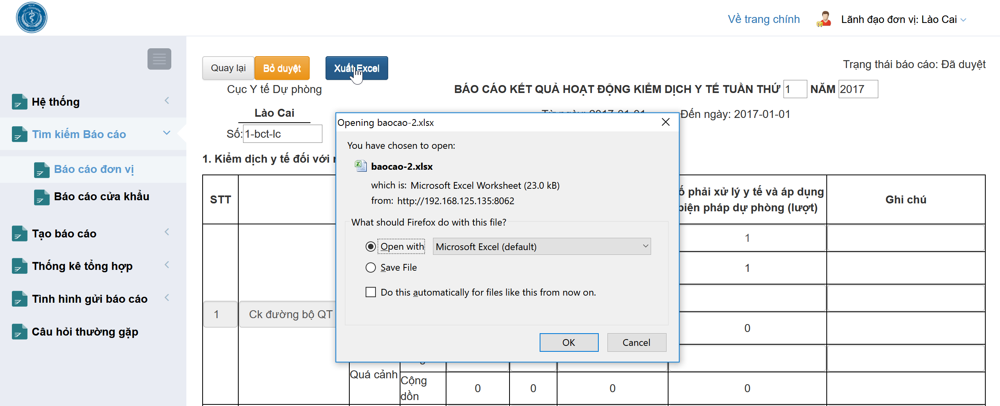 Về trang chính
Lãnh đạo đơn vị: Lào Cai
Hệ thống
Tìm kiếm Báo cáo
Báo cáo đơn vị
Báo cáo cửa khẩu
Tạo báo cáo
Thống kê tổng hợp
Tình hình gửi báo cáo
Câu hỏi thường gặp
Quay lại
Bỏ duyệt
Xuất Excel
Trạng thái báo cáo: Đã duyệt
Cục Y tế Dự phòng
BÁO CÁO KẾT QUẢ HOẠT ĐỘNG KIỂM DỊCH Y TẾ TUẦN THỨ 1 NĂM 2017
Lào Cai
Từ ngày: 2017-01-01 Đến ngày: 2017-01-01
Số: 1-bct-lc
1. Kiểm dịch y tế đối với
STT
phải xử lý y tế và áp dụng
biện pháp dự phòng (lượt)
Ghi chú
1
1
1 Ck đường bộ QT
0
Quá cảnh
Cộng
dồn
0 0 0 0
Opening baocao-2.xlsx
You have chosen to open:
baocao-2.xlsx
which is: Microsoft Excel Worksheet (23.0 kB)
from: http://192.168.125.135:8062
What should Firefox do with this file?
Open with Microsoft Excel (default)
Save File
Do this automatically for files like this from now on.
OK Cancel